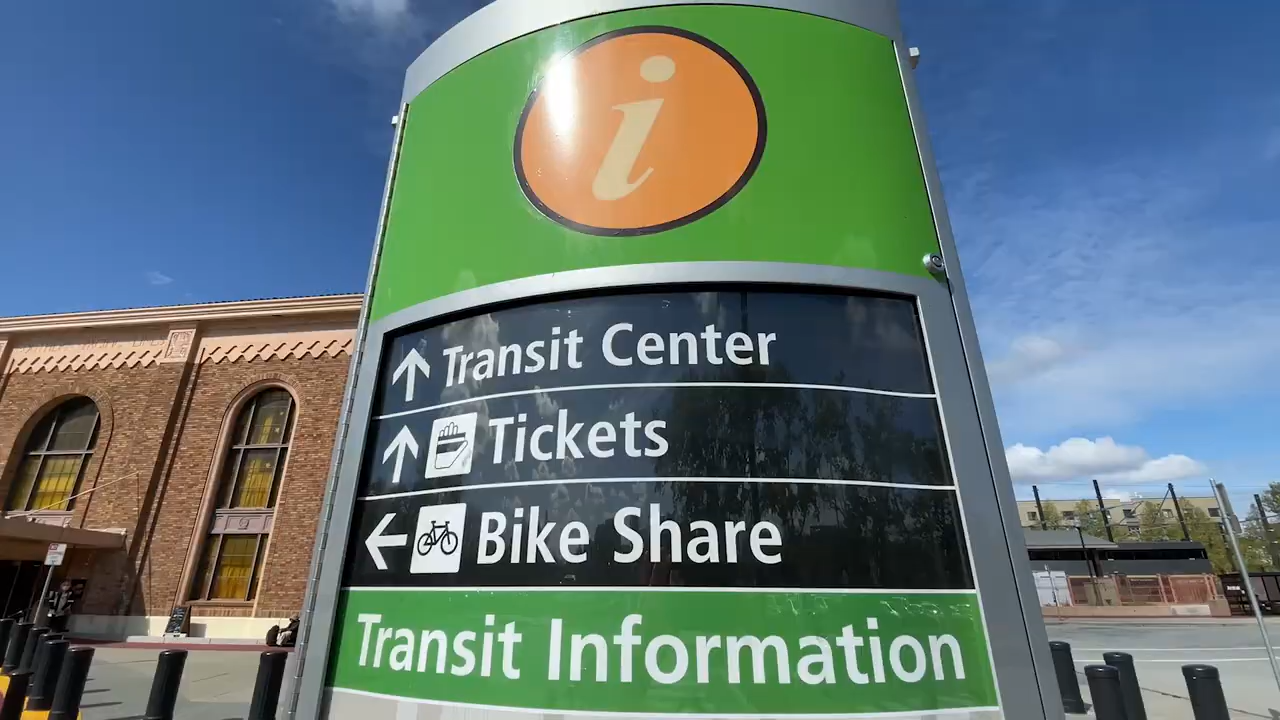 i
Transit Center
Tickets
Bike Share
Transit Information